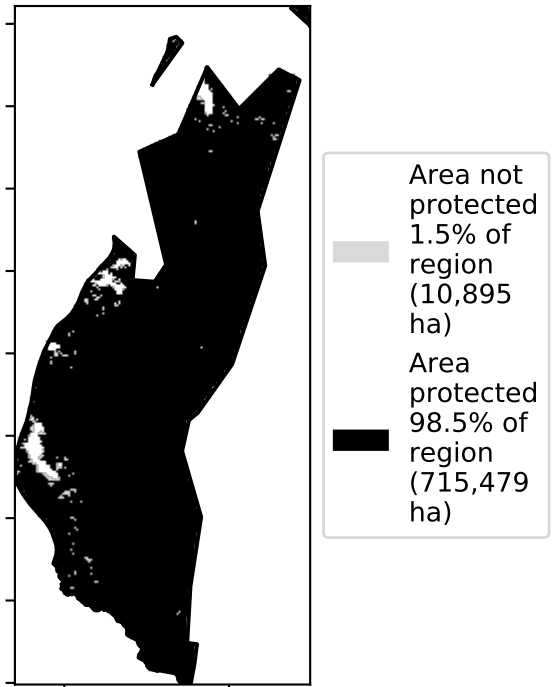 Area not
protected
1.5% of
region
(10,895
ha)
Area
protected
98.5% of
region
(715,479
ha)